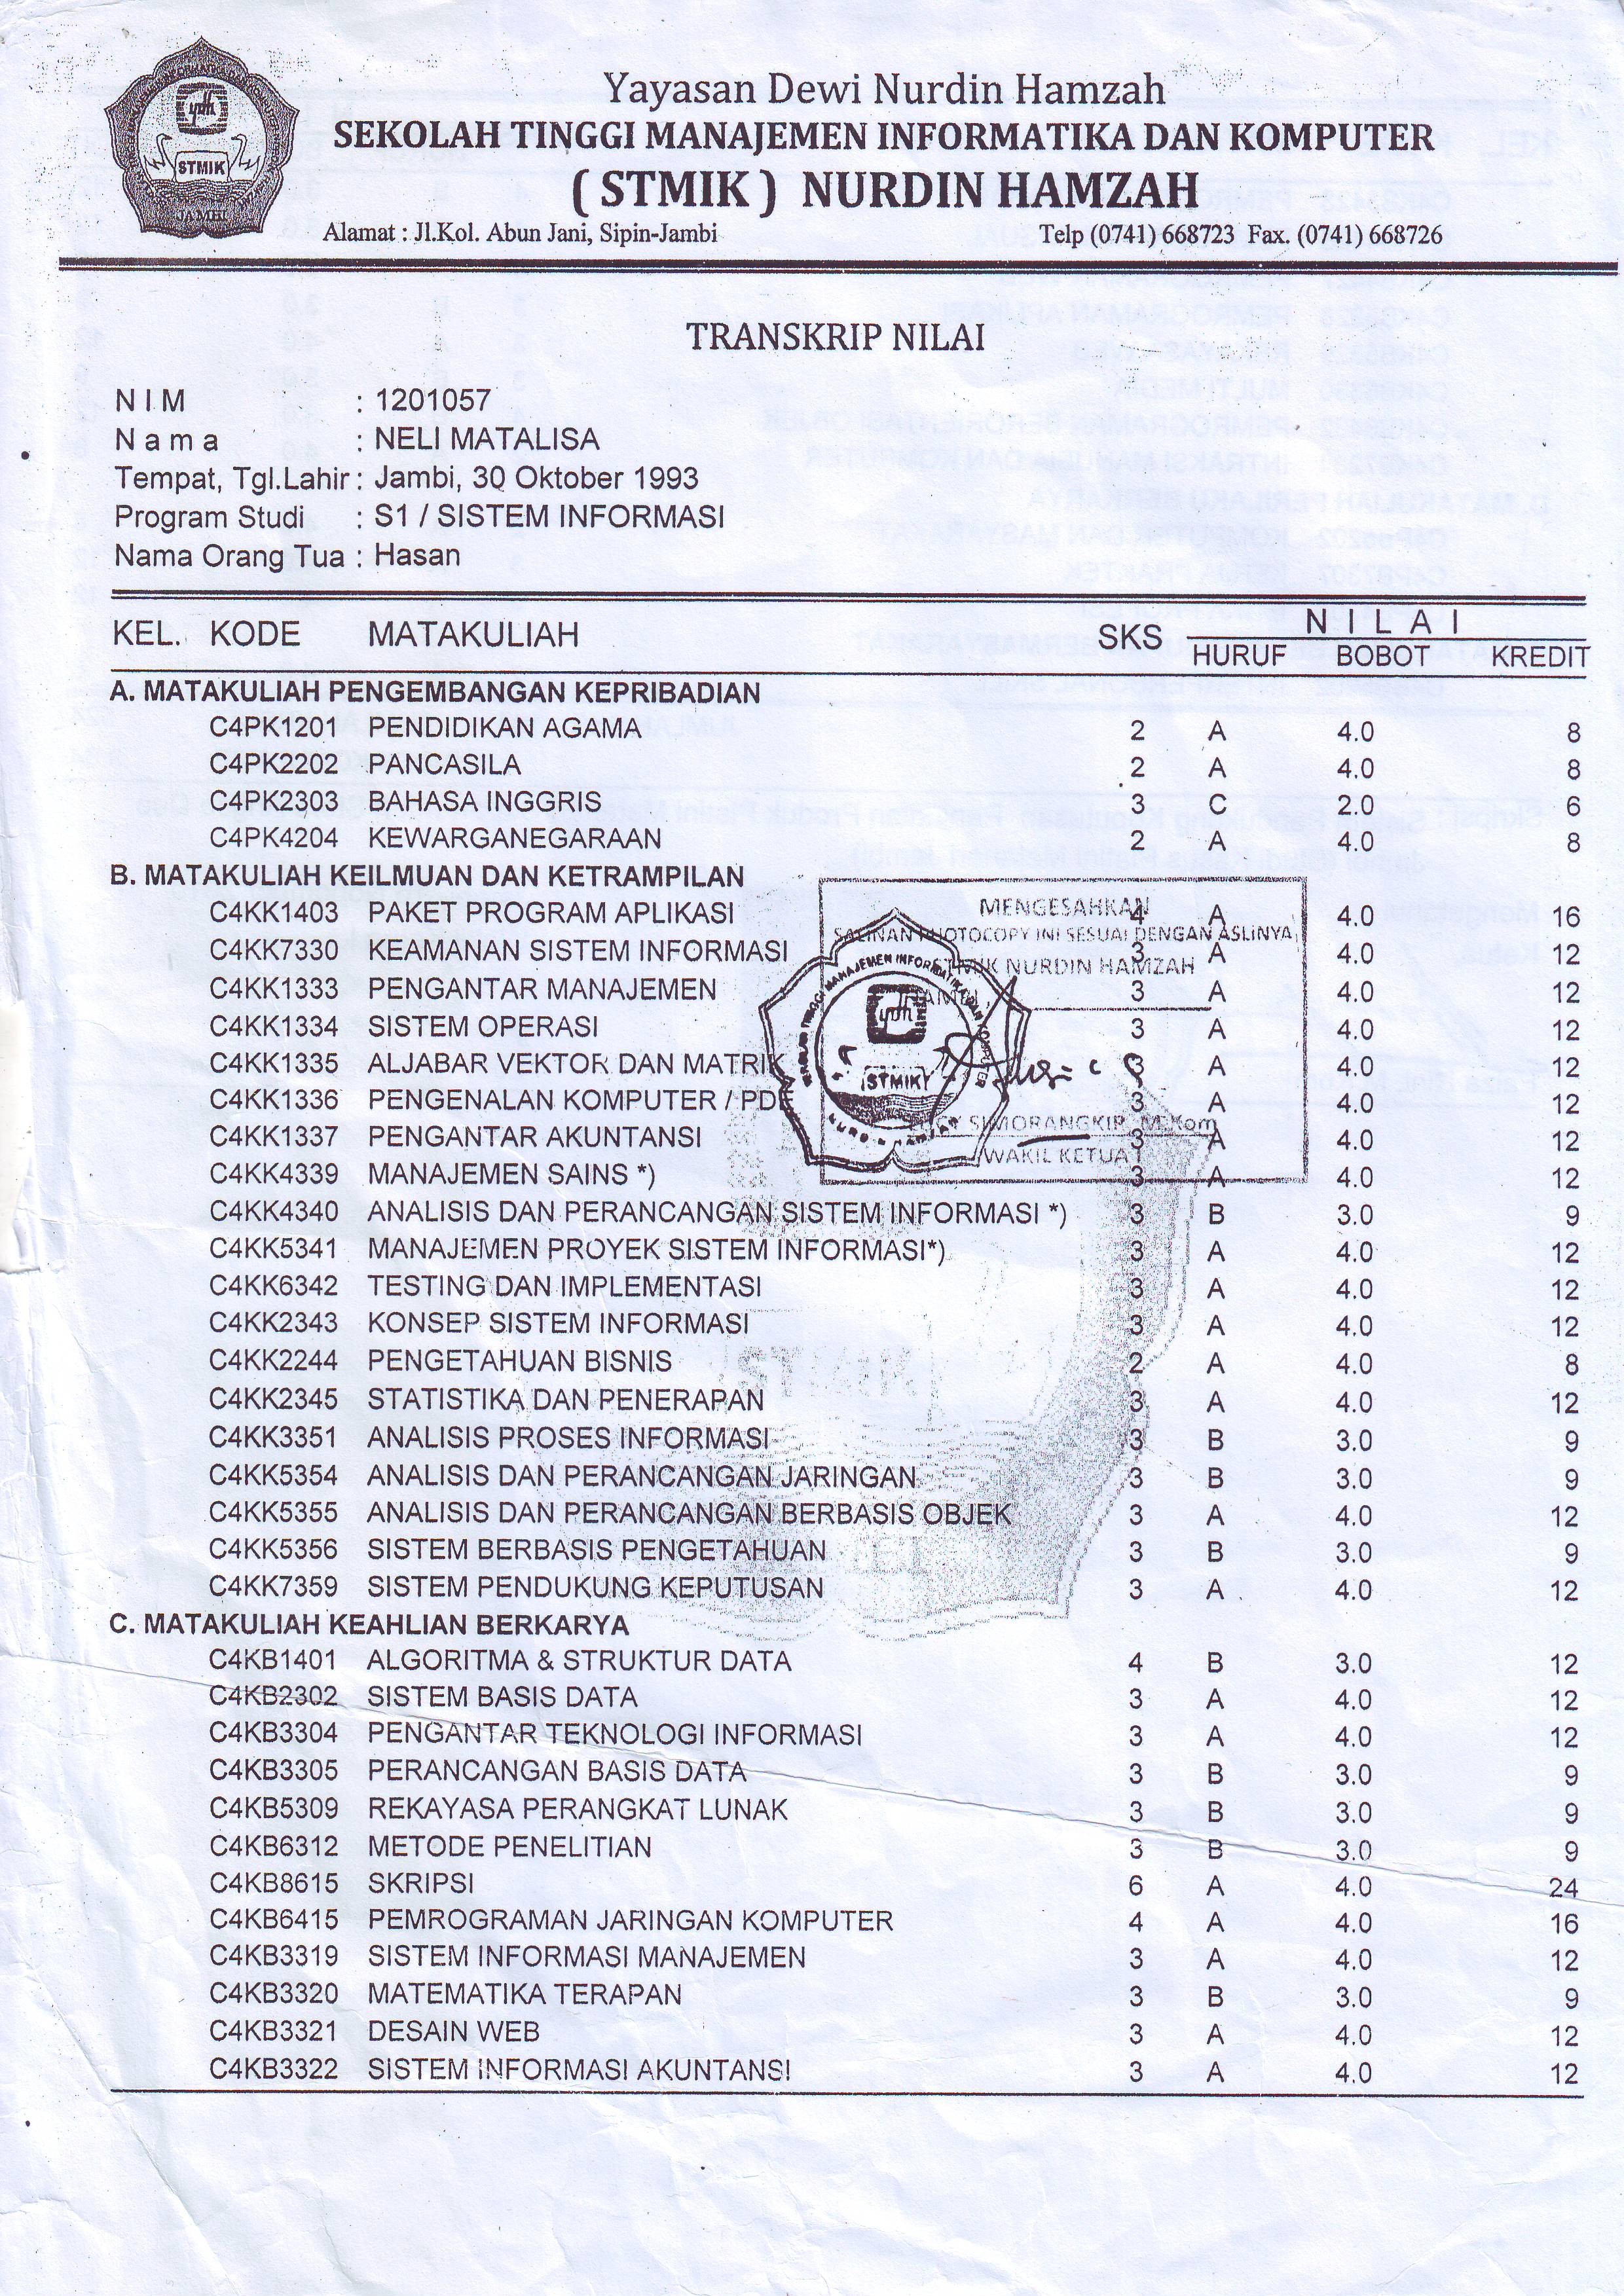 Yayasan Dewi Nurdin Hamzah
SEKOLAH TINGGI MANAJEMEN INFORMATIKA DAN KOMPUTER
( STMIK ) NURDIN HAMZAH
Alamat : Jl.Kol. Abun Jani, Sipin-Jambi Telp (0741) 668723 Fax. (0741) 668726
STMIK
JAMBI
TRANSKRIP NILAI
N I M : 1201057
N a m a : NELI MATALISA
Tempat, Tgl.Lahir : Jambi, 30 Oktober 1993
Program Studi : S1 / SISTEM INFORMASI
Nama Orang Tua : Hasan
KEL. KODE MATAKULIAH SKS N I L A I
HURUF BOBOT KREDIT
A. MATAKULIAH PENGEMBANGAN KEPRIBADIAN
C4PK1201 PENDIDIKAN AGAMA 2 A 4.0 8
C4PK2202 PANCASILA 2 A 4.0 8
C4PK2303 BAHASA INGGRIS 3 C 2.0 6
C4PK4204 KEWARGANEGARAAN 2 A 4.0 8
B. MATAKULIAH KEILMUAN DAN KETRAMPILAN
C4KK1403 PAKET PROGRAM APLIKASI 4 A 4.0 16
C4KK7330 KEAMANAN SISTEM INFORMASI 3 A 4.0 12
C4KK1333 PENGANTAR MANAJEMEN 3 A 4.0 12
C4KK1334 SISTEM OPERASI 3 A 4.0 12
C4KK1335 ALJABAR VEKTOR DAN MATRIK 3 A 4.0 12
C4KK1336 PENGENALAN KOMPUTER / PDE 3 A 4.0 12
C4KK1337 PENGANTAR AKUNTANSI 3 A 4.0 12
C4KK4339 MANAJEMEN SAINS *) 3 A 4.0 12
C4KK4340 ANALISIS DAN PERANCANGAN SISTEM INFORMASI *) 3 B 3.0 9
C4KK5341 MANAJEMEN PROYEK SISTEM INFORMASI*) 3 A 4.0 12
C4KK6342 TESTING DAN IMPLEMENTASI 3 A 4.0 12
C4KK2343 KONSEP SISTEM INFORMASI 3 A 4.0 12
C4KK2244 PENGETAHUAN BISNIS 2 A 4.0 8
C4KK2345 STATISTIKA DAN PENERAPAN 3 A 4.0 12
C4KK3351 ANALISIS PROSES INFORMASI 3 B 3.0 9
C4KK5354 ANALISIS DAN PERANCANGAN JARINGAN 3 B 3.0 9
C4KK5355 ANALISIS DAN PERANCANGAN BERBASIS OBJEK 3 A 4.0 12
C4KK5356 SISTEM BERBASIS PENGETAHUAN 3 B 3.0 9
C4KK7359 SISTEM PENDUKUNG KEPUTUSAN 3 A 4.0 12
MENGESAHKAN
SALINAN PHOTOCOPY INI SESUAI DENGAN ASLINYA
STMIK NURDIN HAMZAH
JAMBI,
STMIK
SIMORANGKIR, M.Kom
WAKIL KETUA I
C. MATAKULIAH KEAHLIAN BERKARYA
C4KB1401 ALGORITMA & STRUKTUR DATA 4 B 3.0 12
C4KB2302 SISTEM BASIS DATA 3 A 4.0 12
C4KB3304 PENGANTAR TEKNOLOGI INFORMASI 3 A 4.0 12
C4KB3305 PERANCANGAN BASIS DATA 3 B 3.0 9
C4KB5309 REKAYASA PERANGKAT LUNAK 3 B 3.0 9
C4KB6312 METODE PENELITIAN 3 B 3.0 9
C4KB8615 SKRIPSI 6 A 4.0 24
C4KB6415 PEMROGRAMAN JARINGAN KOMPUTER 4 A 4.0 16
C4KB3319 SISTEM INFORMASI MANAJEMEN 3 A 4.0 12
C4KB3320 MATEMATIKA TERAPAN 3 B 3.0 9
C4KB3321 DESAIN WEB 3 A 4.0 12
C4KB3322 SISTEM INFORMASI AKUNTANSI 3 A 4.0 12